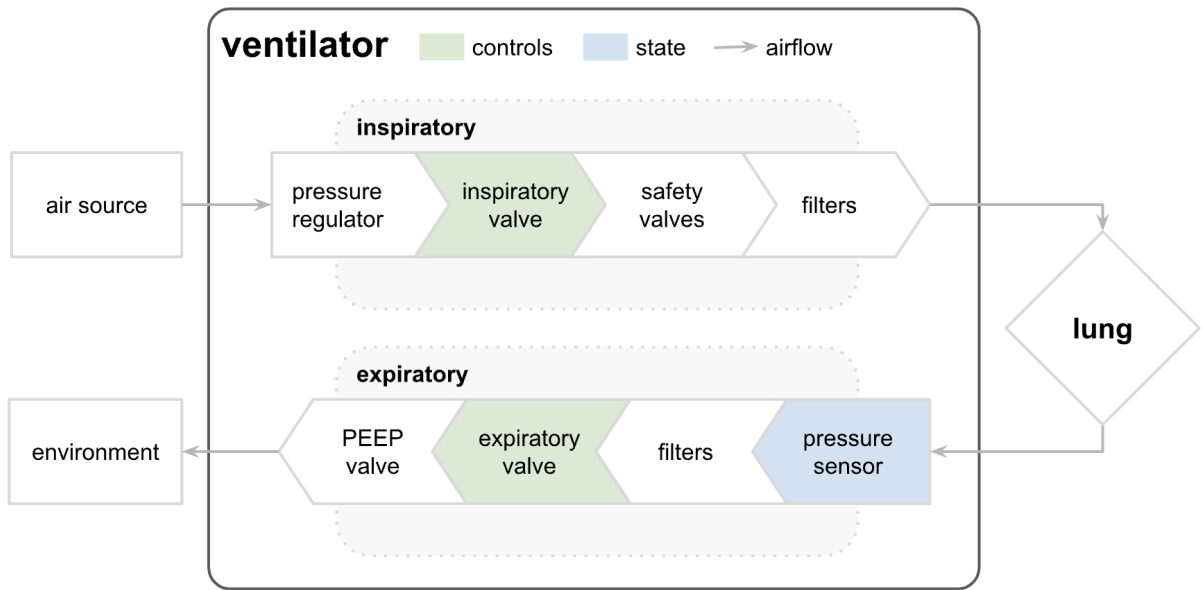 ventilator
controls
state
airflow
inspiratory
air source
pressure
regulator
inspiratory
valve
safety
valves
filters
lung
expiratory
environment
PEEP
valve
expiratory
valve
filters
pressure
sensor